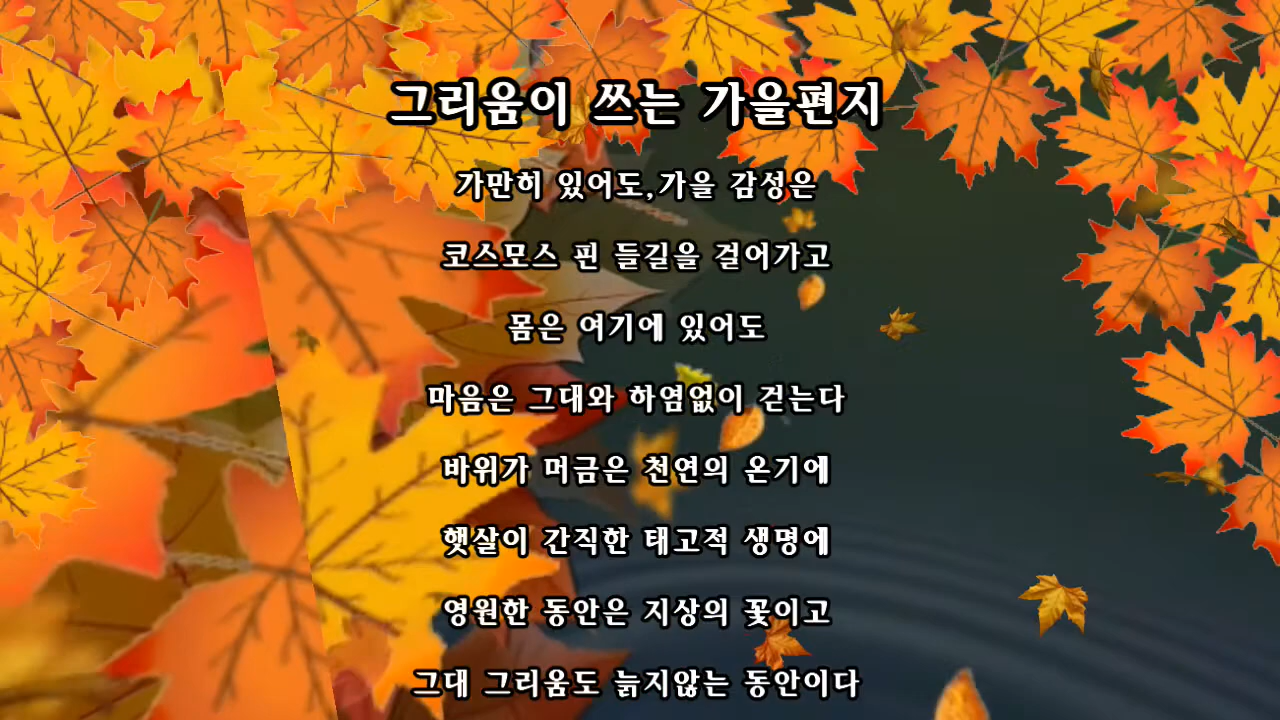 그리움이 쓰는 가을편지
가만히 있어도,가을 감성은
코스모스 핀 들길을 걸어가고
몸은 여기에 있어도
마음은 그대와 하염없이 걷는다
바위가 머금은 천연의 온기에
햇살이 간직한 태고적 생명에
영원한 동안은 지상의 꽃이고
그대 그리움도 늙지않는 동안이다